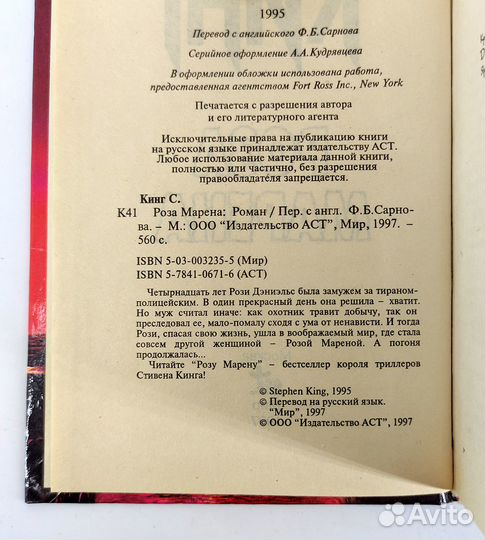 1995
Перевод с английского Ф.Б.Сарнова
Серийное оформление А.А.Кудрявцева
В оформлении обложки использована работа,
предоставленная агентством Fort Ross Inc., New York
Печатается с разрешения автора
и его литературного агента
Исключительные права на публикацию книги
на русском языке принадлежат издательству АСТ.
Любое использование материала данной книги,
полностью или частично, без разрешения
правообладателя запрещается.
Кинг С.
К41 Роза Марена: Роман / Пер. с англ. Ф.Б.Сарно-
ва. – М.: ООО "Издательство АСТ", Мир, 1997. –
560 с.
ISBN 5-03-003235-5 (Мир)
ISBN 5-7841-0671-6 (АСТ)
Четырнадцать лет Рози Дэниэльс была замужем за тираном-
полицейским. В один прекрасный день она решила – хватит.
Но муж считал иначе: как охотник травит добычу, так он
преследовал ее, мало-помалу сходя с ума от ненависти. И тогда
Рози, спасая свою жизнь, ушла в воображаемый мир, где стала
совсем другой женщиной – Розой Мареной. А погоня
продолжалась...
Читайте "Розу Марену" – бестселлер короля триллеров
Стивена Кинга!
© Stephen King, 1995
© Перевод на русский язык.
"Мир", 1997
© ООО "Издательство АСТ", 1997
Avito